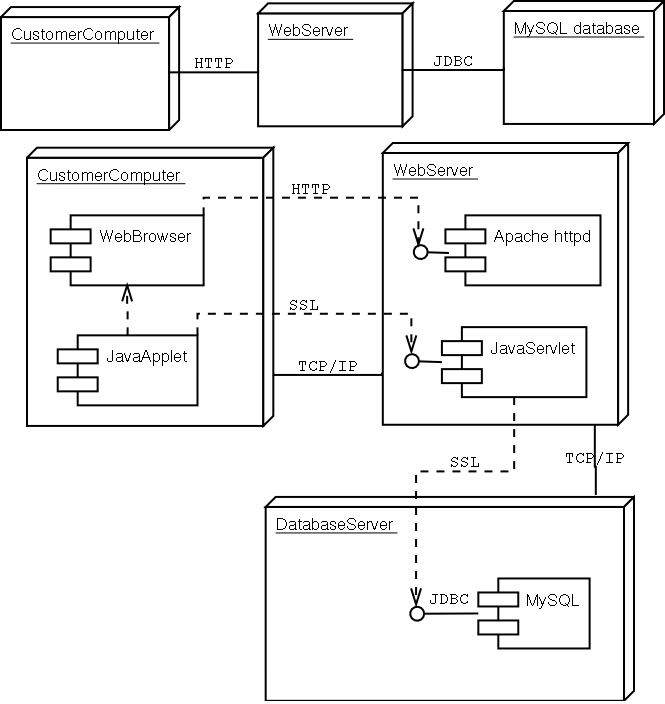 CustomerComputer
HTTP
WebServer
JDBC
MySQL database
CustomerComputer
WebServer
HTTP
WebBrowser
Apache httpd
SSL
JavaApplet
JavaServlet
TCP/IP
SSL
TCP/IP
DatabaseServer
JDBC
MySQL